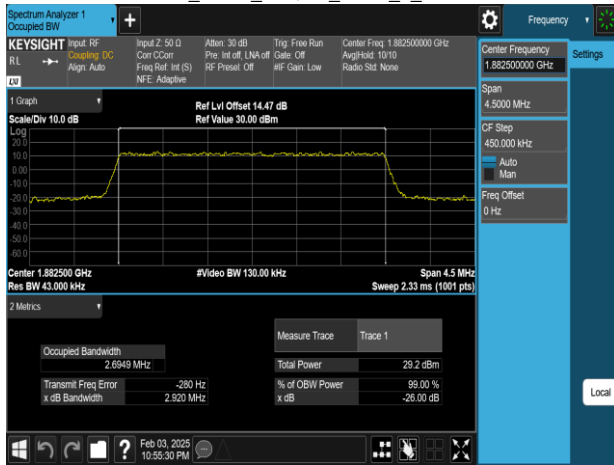 Spectrum Analyzer 1
Occupied BW
Frequency
KEYSIGHT
Input: RF
Input Z: 50 Ω
Atten: 30 dB
Trig: Free Run
Center Freq: 1.882500000 GHz
RL
Coupling: DC
Corr CCorr
Pre: Int off, LNA off
Gate: Off
Avg|Hold: 10/10
Align: Auto
Freq Ref: Int (S)
RF Preset: Off
#IF Gain: Low
Radio Std: None
LXI
NFE: Adaptive
Center Frequency
1.882500000 GHz
Settings
Span
4.5000 MHz
CF Step
450.000 kHz
Auto
Man
Freq Offset
0 Hz
Local
1 Graph
Ref Lvl Offset 14.47 dB
Scale/Div 10.0 dB
Ref Value 30.00 dBm
Log
20.0
10.0
0.00
-10.0
-20.0
-30.0
-40.0
-50.0
-60.0
Center 1.882500 GHz
#Video BW 130.00 kHz
Span 4.5 MHz
Res BW 43.000 kHz
Sweep 2.33 ms (1001 pts)
2 Metrics
Measure Trace
Trace 1
Occupied Bandwidth
2.6949 MHz
Total Power
29.2 dBm
Transmit Freq Error
-280 Hz
% of OBW Power
99.00 %
x dB Bandwidth
2.920 MHz
x dB
-26.00 dB
?
Feb 03, 2025
10:55:30 PM